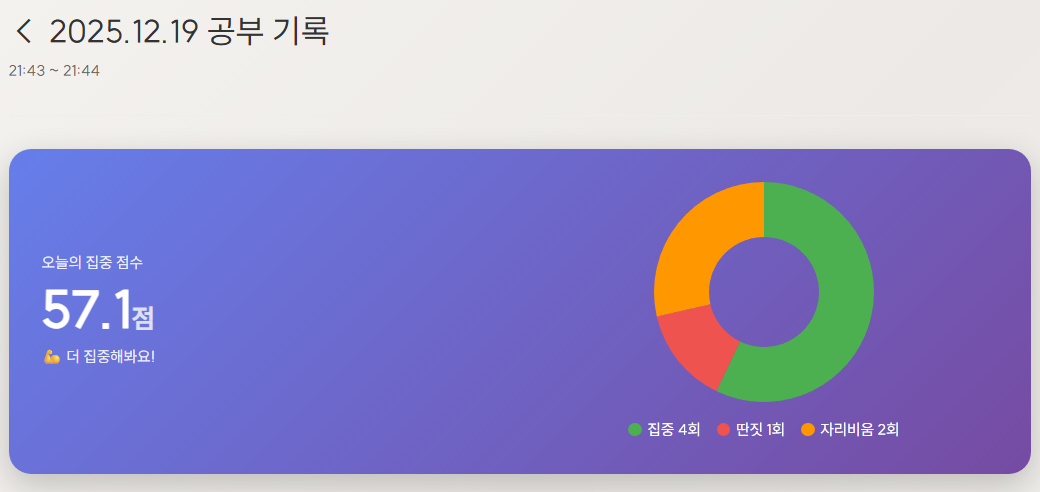 2025.12.19 공부 기록
21:43 ~ 21:44
오늘의 집중 점수
57.1점
💪 더 집중해봐요!
집중 4회 딴짓 1회 자리비움 2회